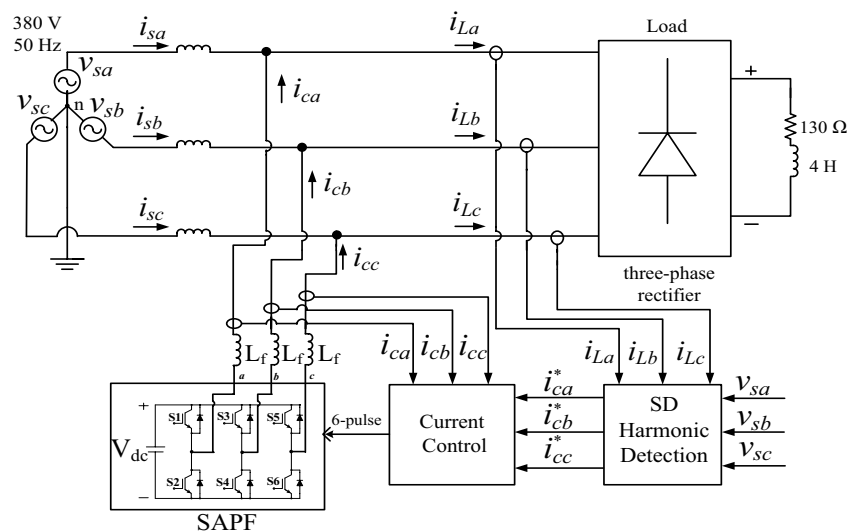 380 V
50 Hz
i_sa
i_La
Load
v_sa
i_ca
+
v_sc
n
v_sb
i_sb
i_Lb
130 Ω
4 H
i_cb
i_sc
i_Lc
−
i_cc
three-phase
rectifier
L_f
L_f
L_f
i_ca
i_cb
i_cc
i_La
i_Lb
i_Lc
a
b
c
+
S1
S3
S5
V_dc
S2
S4
S6
−
SAPF
6-pulse
Current
Control
i*_ca
i*_cb
i*_cc
SD
Harmonic
Detection
v_sa
v_sb
v_sc